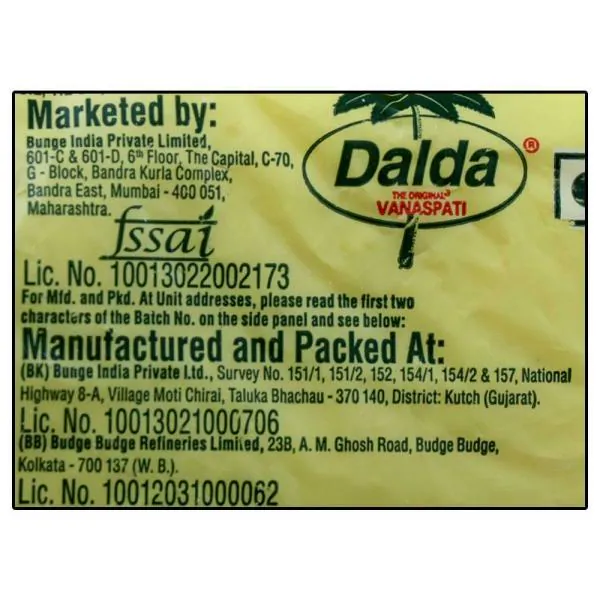 Marketed by:
Bunge India Private Limited,
601-C & 601-D, 6th Floor, The Capital, C-70,
G - Block, Bandra Kurla Complex,
Bandra East, Mumbai - 400 051,
Maharashtra.
fssai
Lic. No. 10013022002173
Dalda ®
THE ORIGINAL
VANASPATI
For Mfd. and Pkd. At Unit addresses, please read the first two
characters of the Batch No. on the side panel and see below:
Manufactured and Packed At:
(BK) Bunge India Private Ltd., Survey No. 151/1, 151/2, 152, 154/1, 154/2 & 157, National
Highway 8-A, Village Moti Chirai, Taluka Bhachau - 370 140, District: Kutch (Gujarat).
Lic. No. 10013021000706
(BB) Budge Budge Refineries Limited, 23B, A. M. Ghosh Road, Budge Budge,
Kolkata - 700 137 (W. B.).
Lic. No. 10012031000062